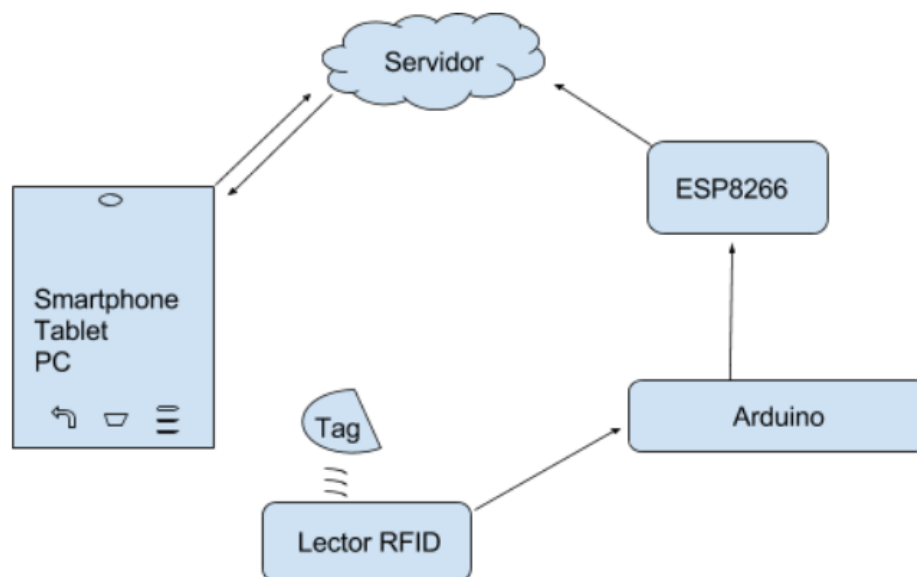 Servidor
ESP8266
Smartphone
Tablet
PC
Tag
Arduino
Lector RFID